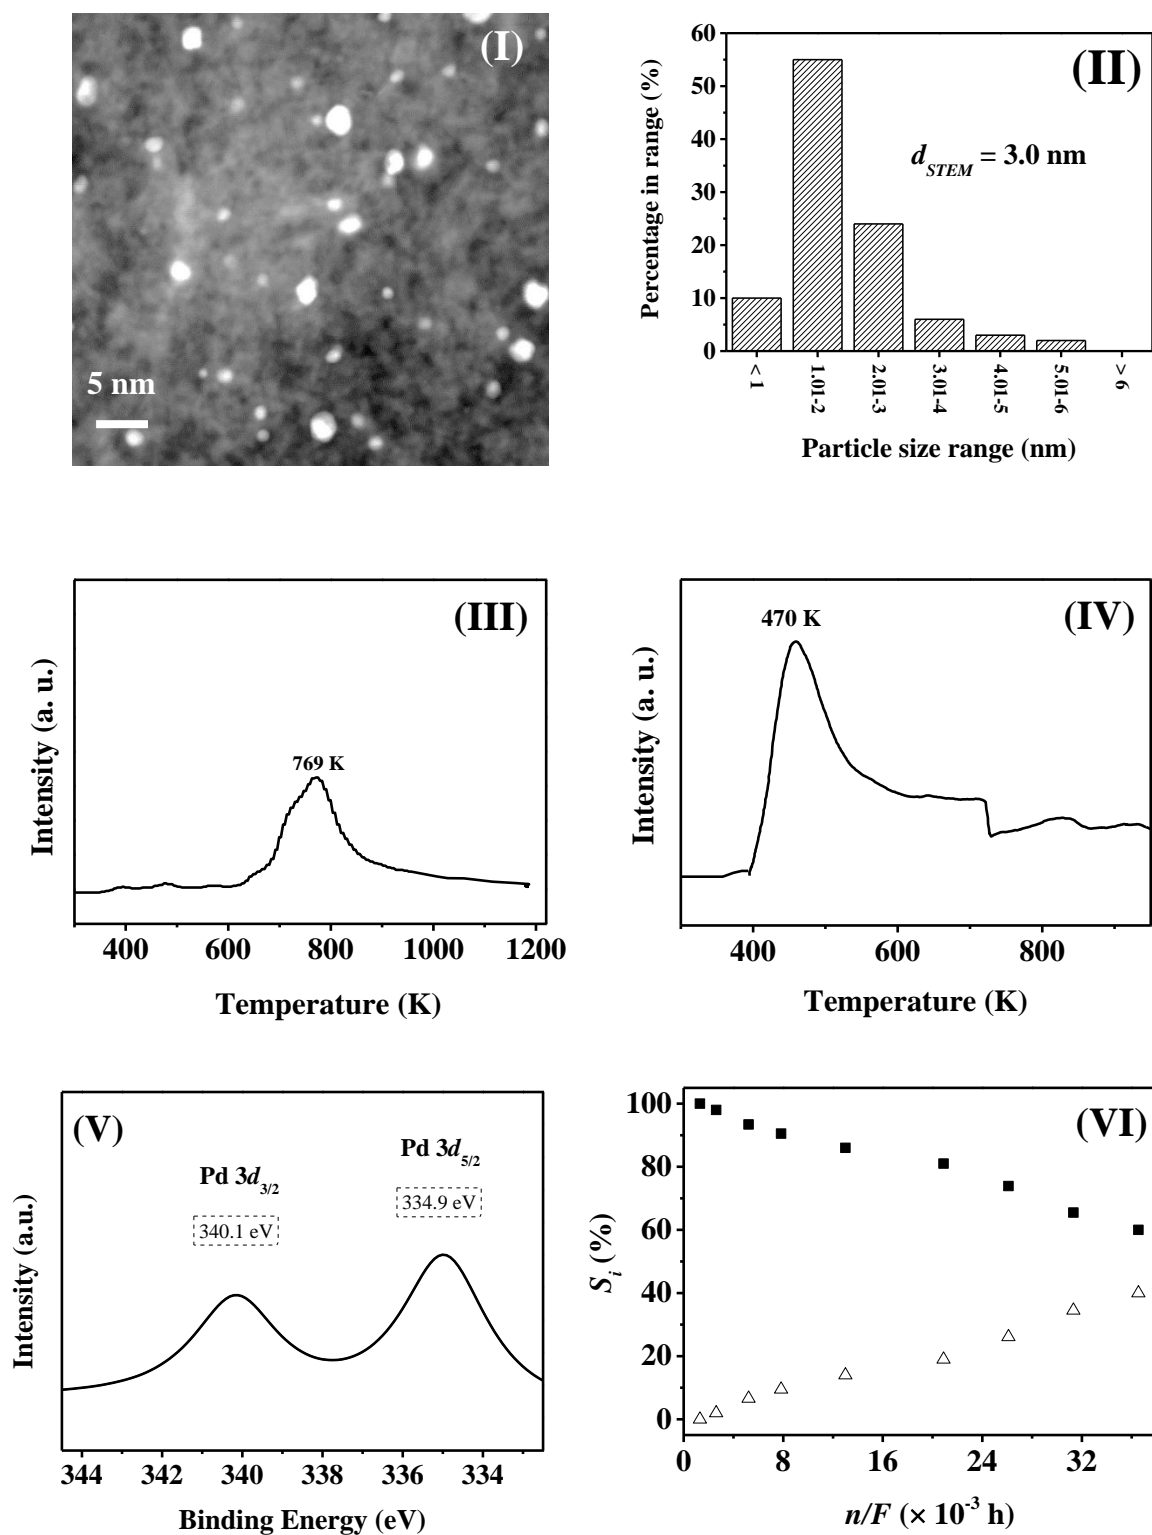 (I)
5 nm
(II)
d_STEM = 3.0 nm
Percentage in range (%)
60
50
40
30
20
10
0
< 1
1.01-2
2.01-3
3.01-4
4.01-5
5.01-6
> 6
Particle size range (nm)
(III)
769 K
Intensity (a. u.)
400 600 800 1000 1200
Temperature (K)
(IV)
470 K
Intensity (a. u.)
400 600 800
Temperature (K)
(V)
Pd 3d_3/2
340.1 eV
Pd 3d_5/2
334.9 eV
Intensity (a.u.)
344 342 340 338 336 334
Binding Energy (eV)
(VI)
S_i (%)
100
80
60
40
20
0
0 8 16 24 32
n/F (× 10^-3 h)